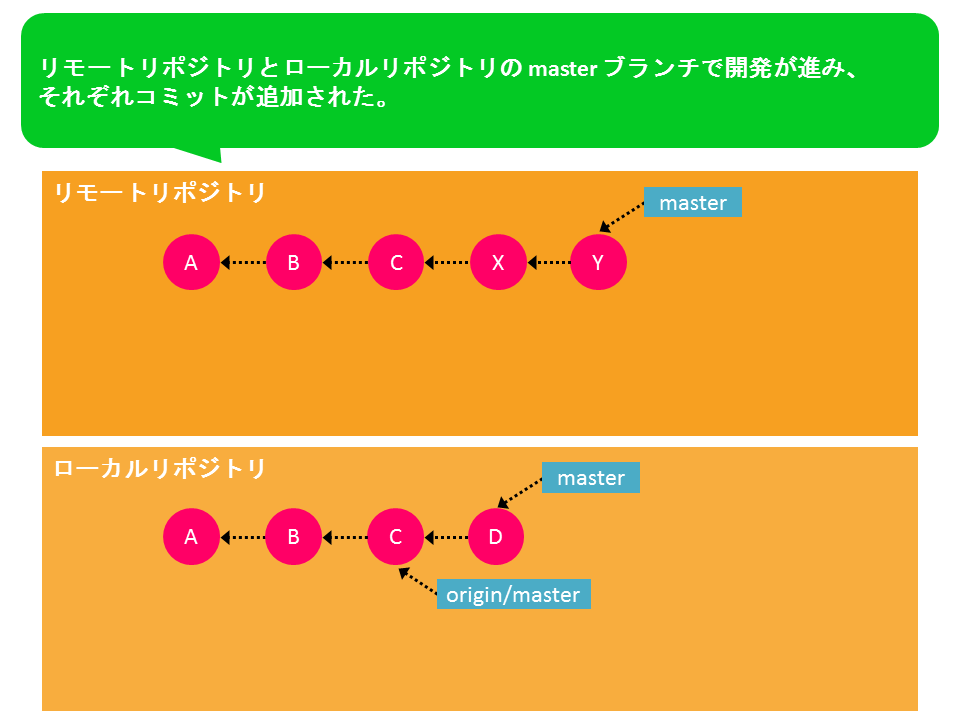 リモートリポジトリとローカルリポジトリの master ブランチで開発が進み、
それぞれコミットが追加された。
リモートリポジトリ
master
A
B
C
X
Y
ローカルリポジトリ
master
A
B
C
D
origin/master